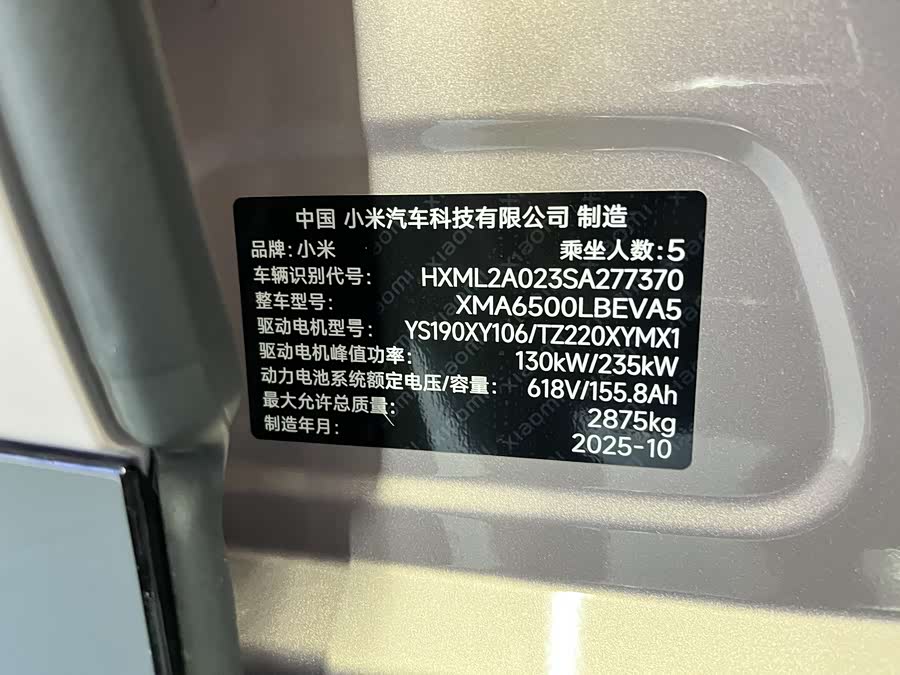 中国 小米汽车科技有限公司 制造
品牌: 小米 乘坐人数: 5
车辆识别代号: HXML2A023SA277370
整车型号: XMA6500LBEVA5
驱动电机型号: YS190XY106/TZ220XYMX1
驱动电机峰值功率: 130kW/235kW
动力电池系统额定电压/容量: 618V/155.8Ah
最大允许总质量: 2875kg
制造年月: 2025-10